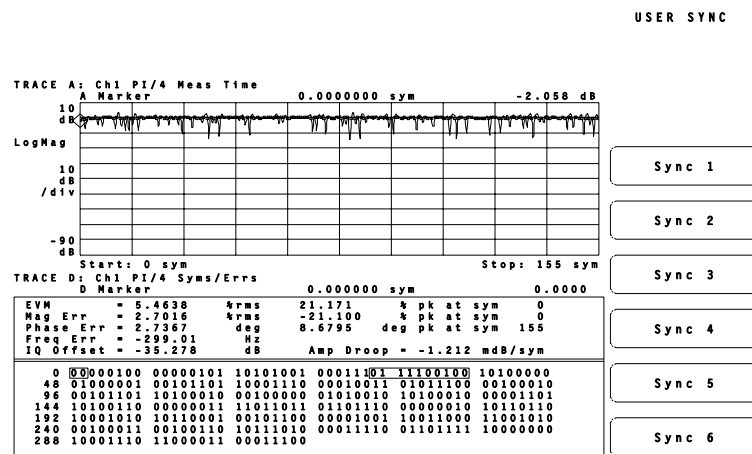 USER SYNC
TRACE A: Ch1 PI/4 Meas Time
A Marker 0.0000000 sym -2.058 dB
10
dB
LogMag
10
dB
/div
-90
dB
Start: 0 sym Stop: 155 sym
TRACE D: Ch1 PI/4 Syms/Errs
D Marker 0.000000 sym 0.0000
EVM = 5.4638 %rms 21.171 % pk at sym 0
Mag Err = 2.7016 %rms -21.100 % pk at sym 0
Phase Err = 2.7367 deg 8.6795 deg pk at sym 155
Freq Err = -299.01 Hz
IQ Offset = -35.278 dB Amp Droop = -1.212 mdB/sym
0 00000100 00000101 10101001 00011101 11100100 10100000
48 01000001 01101101 10001110 00010011 01011100 00100010
96 00101101 00100010 00000000 01010010 10100010 00001101
144 10100110 00000011 11011011 01101110 00000010 10101110
192 10001010 10110001 00101100 00001001 10011000 11001010
240 00100011 01010111 10101010 00011110 01101111 10000000
288 10001110 11000011 00011100
Sync 1
Sync 2
Sync 3
Sync 4
Sync 5
Sync 6